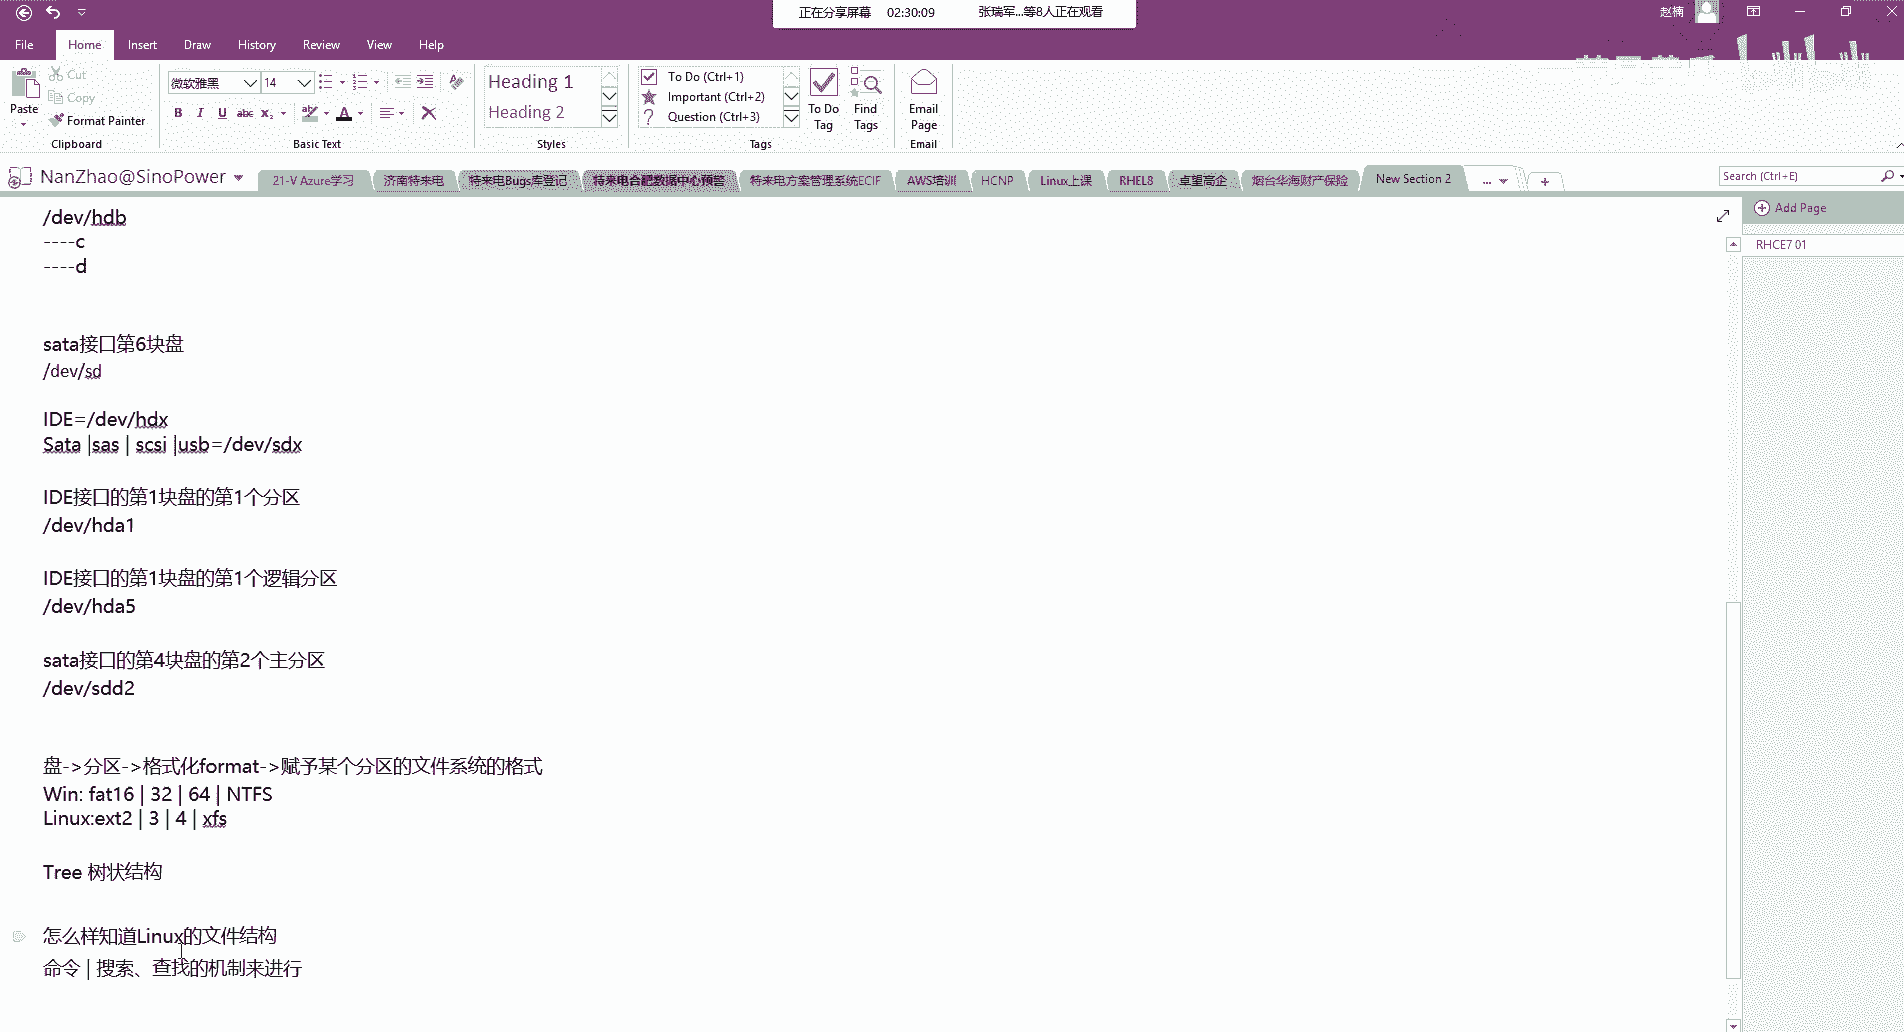 正在分享屏幕 02:30:09 张瑞军...等8人正在观看
赵楠
File Home Insert Draw History Review View Help
Paste
Cut
Copy
Format Painter
Clipboard
微软雅黑 14
B I U abc x₂ A
Basic Text
Heading 1
Heading 2
Styles
To Do (Ctrl+1)
Important (Ctrl+2)
Question (Ctrl+3)
To Do Tag
Find Tags
Tags
Email Page
Email
NanZhao@SinoPower
21-V Azure学习 济南特来电 特来电Bugs库登记 特来电合肥数据中心预警 特来电方案管理系统ECIF AWS培训 HCNP Linux上课 RHEL8 卓望高企 烟台华海财产保险 New Section 2 ... +
Search (Ctrl+E)
Add Page
RHCE7 01
/dev/hdb
----c
----d
sata接口第6块盘
/dev/sd
IDE=/dev/hdx
Sata |sas | scsi |usb=/dev/sdx
IDE接口的第1块盘的第1个分区
/dev/hda1
IDE接口的第1块盘的第1个逻辑分区
/dev/hda5
sata接口的第4块盘的第2个主分区
/dev/sdd2
盘->分区->格式化format->赋予某个分区的文件系统的格式
Win: fat16 | 32 | 64 | NTFS
Linux:ext2 | 3 | 4 | xfs
Tree 树状结构
怎么样知道Linux的文件结构
命令 | 搜索、查找的机制来进行